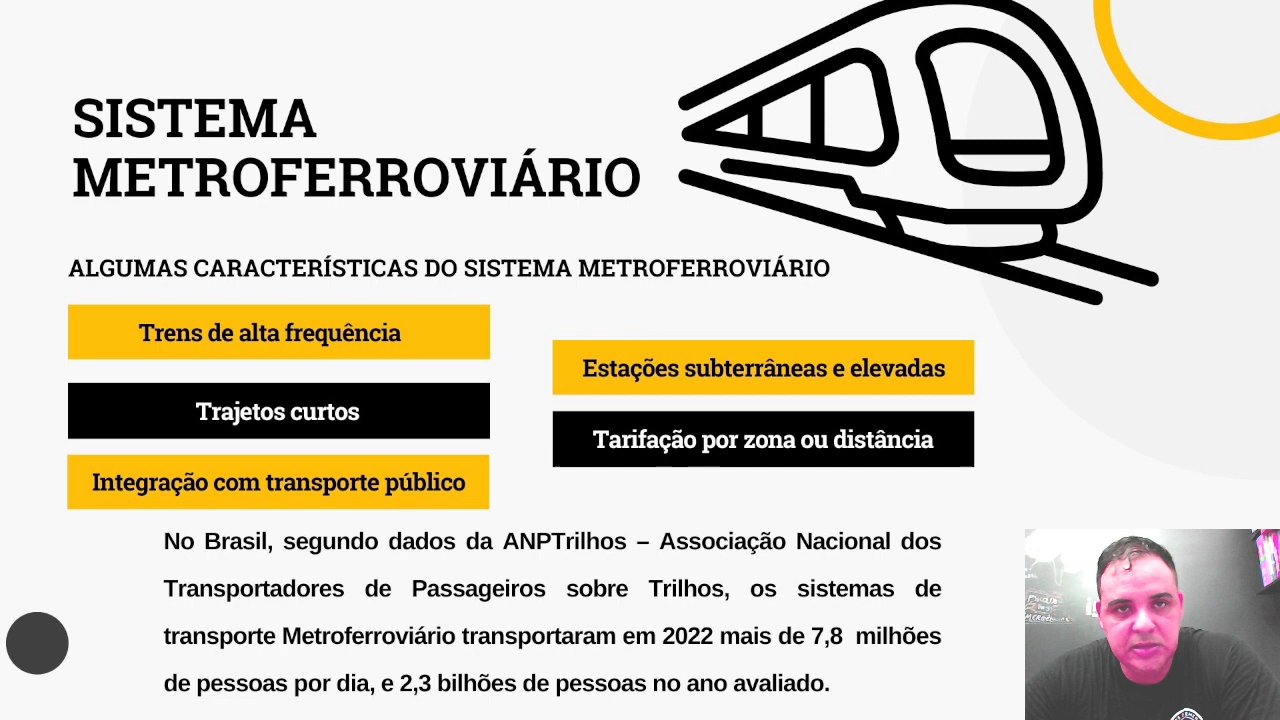 SISTEMA
METROFERROVIÁRIO
ALGUMAS CARACTERÍSTICAS DO SISTEMA METROFERROVIÁRIO
Trens de alta frequência
Trajetos curtos
Integração com transporte público
Estações subterrâneas e elevadas
Tarifação por zona ou distância
No Brasil, segundo dados da ANPTrilhos – Associação Nacional dos
Transportadores de Passageiros sobre Trilhos, os sistemas de
transporte Metroferroviário transportaram em 2022 mais de 7,8 milhões
de pessoas por dia, e 2,3 bilhões de pessoas no ano avaliado.